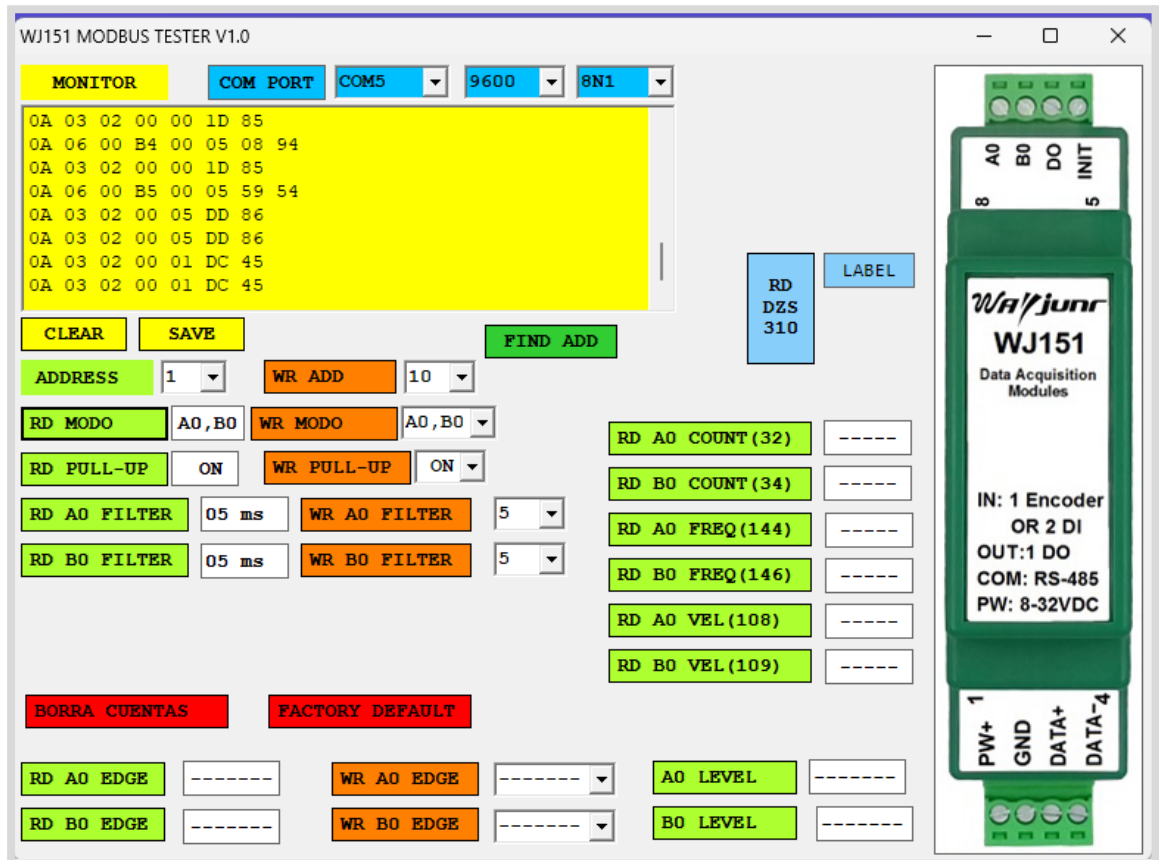 WJ151 MODBUS TESTER V1.0
MONITOR COM PORT COM5 9600 8N1
0A 03 02 00 00 1D 85
0A 06 00 B4 00 05 08 94
0A 03 02 00 00 1D 85
0A 06 00 B5 00 05 59 54
0A 03 02 00 05 DD 86
0A 03 02 00 05 DD 86
0A 03 02 00 01 DC 45
0A 03 02 00 01 DC 45
CLEAR SAVE
FIND ADD
RD
DZS
310
LABEL
ADDRESS 1 WR ADD 10
RD MODO A0,B0 WR MODO A0,B0
RD PULL-UP ON WR PULL-UP ON
RD A0 FILTER 05 ms WR A0 FILTER 5
RD B0 FILTER 05 ms WR B0 FILTER 5
RD A0 COUNT(32) -----
RD B0 COUNT(34) -----
RD A0 FREQ(144) -----
RD B0 FREQ(146) -----
RD A0 VEL(108) -----
RD B0 VEL(109) -----
BORRA CUENTAS FACTORY DEFAULT
RD A0 EDGE ------- WR A0 EDGE ------- A0 LEVEL -------
RD B0 EDGE ------- WR B0 EDGE ------- B0 LEVEL -------
A0 B0 DO INIT
8 5
Wayjunr
WJ151
Data Acquisition
Modules
IN: 1 Encoder
OR 2 DI
OUT:1 DO
COM: RS-485
PW: 8-32VDC
1 4
PW+ GND DATA+ DATA-